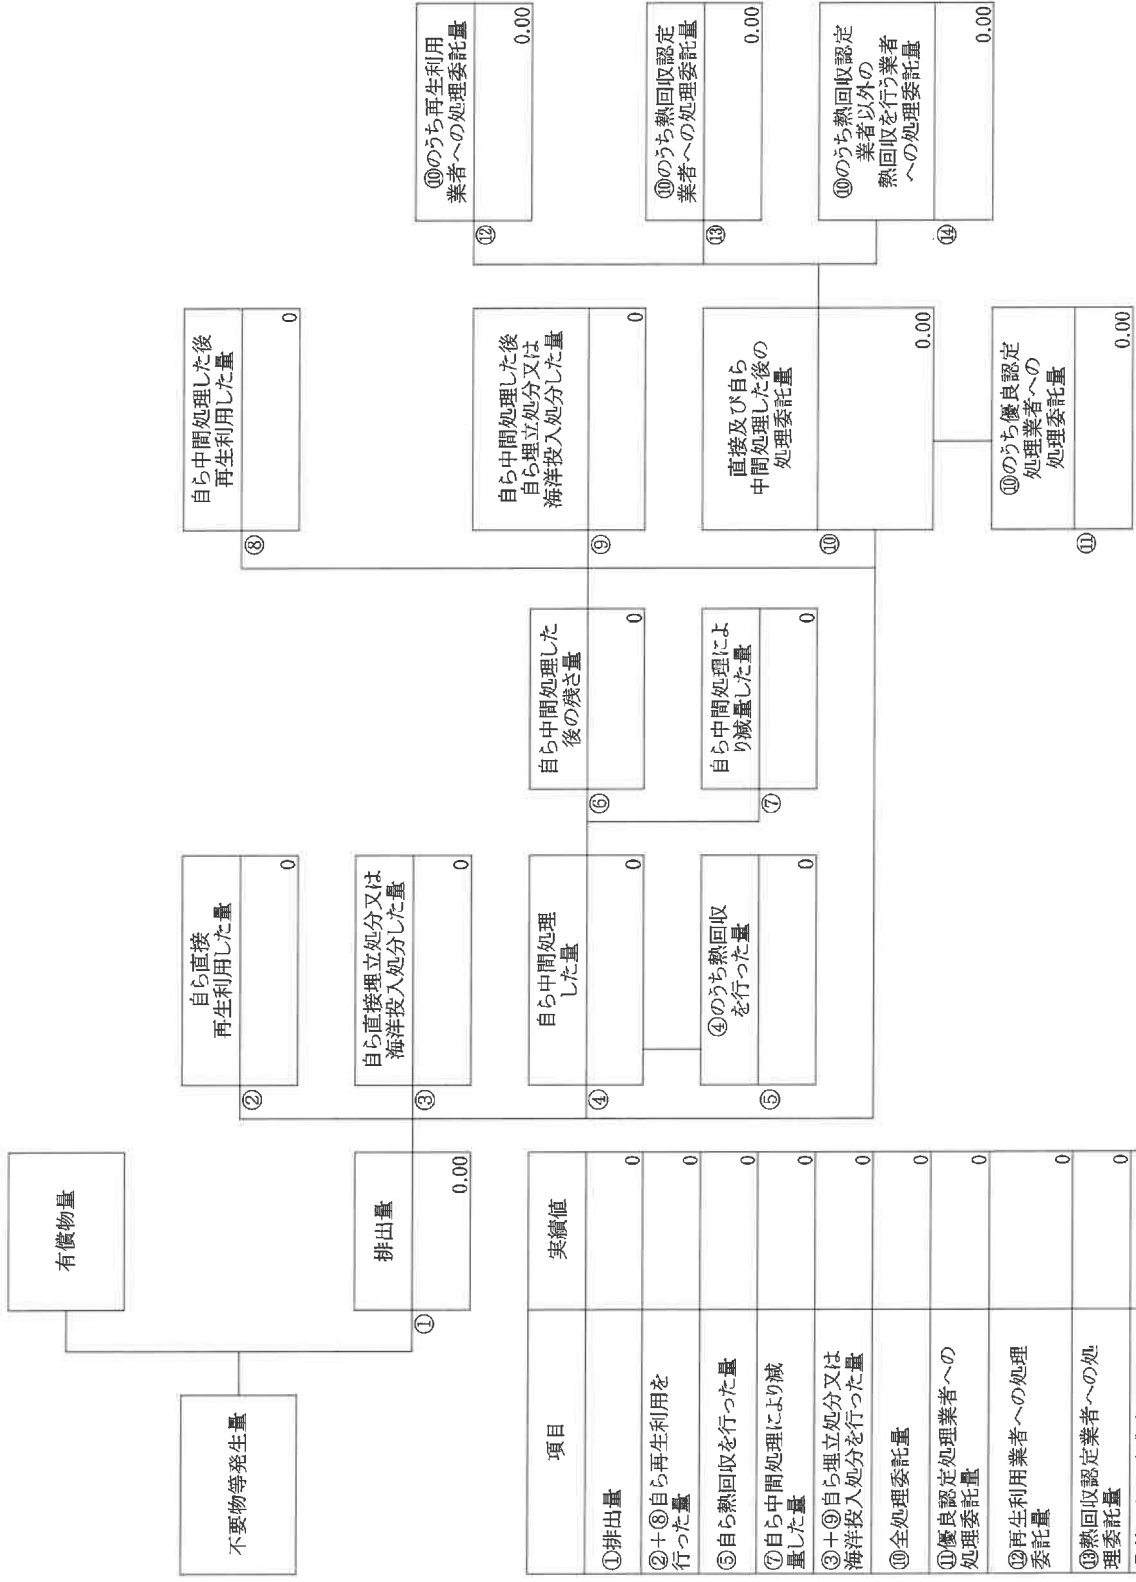 不要物等発生量
有償物量
①
排出量
0.00
②
自ら直接
再生利用した量
0
③
自ら直接埋立処分又は
海洋投入処分した量
0
④
自ら中間処理
した量
0
⑤
④のうち熱回収
を行った量
0
⑥
自ら中間処理した
後の残さ量
0
⑦
自ら中間処理によ
り減量した量
0
⑧
自ら中間処理した後
再生利用した量
0
⑨
自ら中間処理した後
自ら埋立処分又は
海洋投入処分した量
0
⑩
直接及び自ら
中間処理した後の
処理委託量
0.00
⑪
⑩のうち優良認定
処理業者への
処理委託量
0.00
⑫
⑩のうち再生利用
業者への処理委託量
0.00
⑬
⑩のうち熱回収認定
業者への処理委託量
0.00
⑭
⑩のうち熱回収認定
業者以外の
熱回収を行う業者
への処理委託量
0.00
項目 実績値
①排出量 0
②+⑧自ら再生利用を
行った量 0
⑤自ら熱回収を行った量 0
⑦自ら中間処理により減
量した量 0
③+⑨自ら埋立処分又は
海洋投入処分を行った量 0
⑩全処理委託量 0
⑪優良認定処理業者への
処理委託量 0
⑫再生利用業者への処理
委託量 0
⑬熱回収認定業者への処
理委託量 0